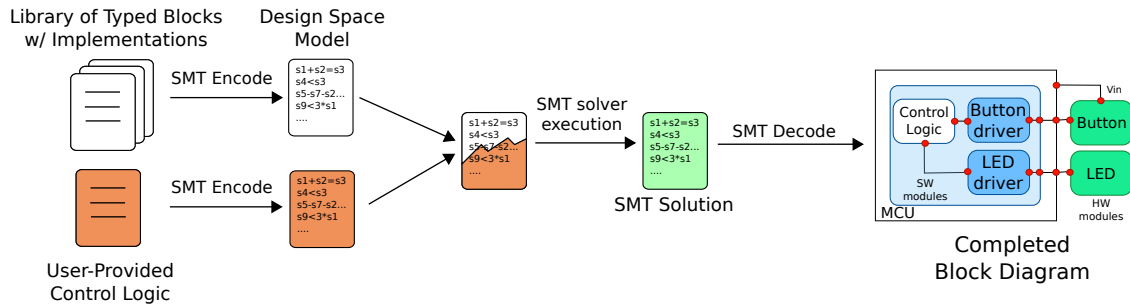 Library of Typed Blocks
w/ Implementations
SMT Encode
Design Space
Model
s1+s2=s3
s4<s3
s5-s7-s2...
s9<3*s1
....
User-Provided
Control Logic
SMT Encode
s1+s2=s3
s4<s3
s5-s7-s2...
s9<3*s1
....
s1+s2=s3
s4<s3
s5-s7-s2...
s9<3*s1
....
SMT solver
execution
s1+s2=s3
s4<s3
s5-s7-s2...
s9<3*s1
....
SMT Solution
SMT Decode
Control
Logic
Button
driver
LED
driver
SW
modules
MCU
Vin
Button
LED
HW
modules
Completed
Block Diagram